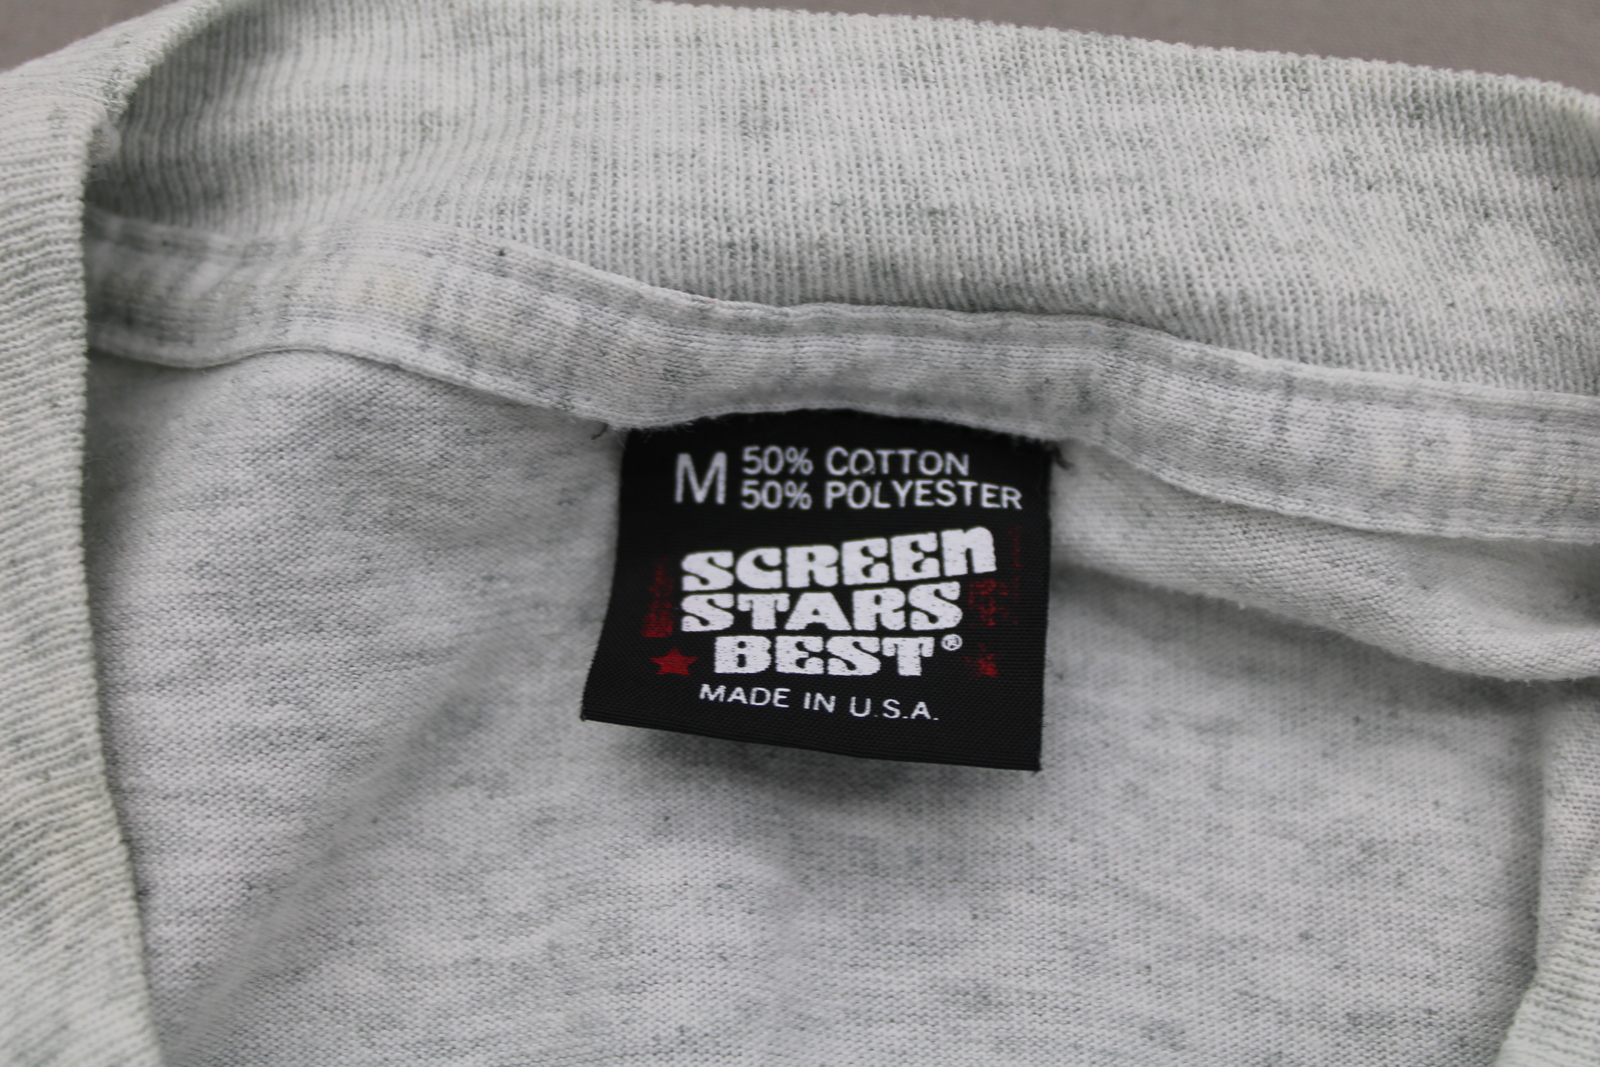 M 50% COTTON
50% POLYESTER
SCREEN
STARS
BEST®
MADE IN U.S.A.